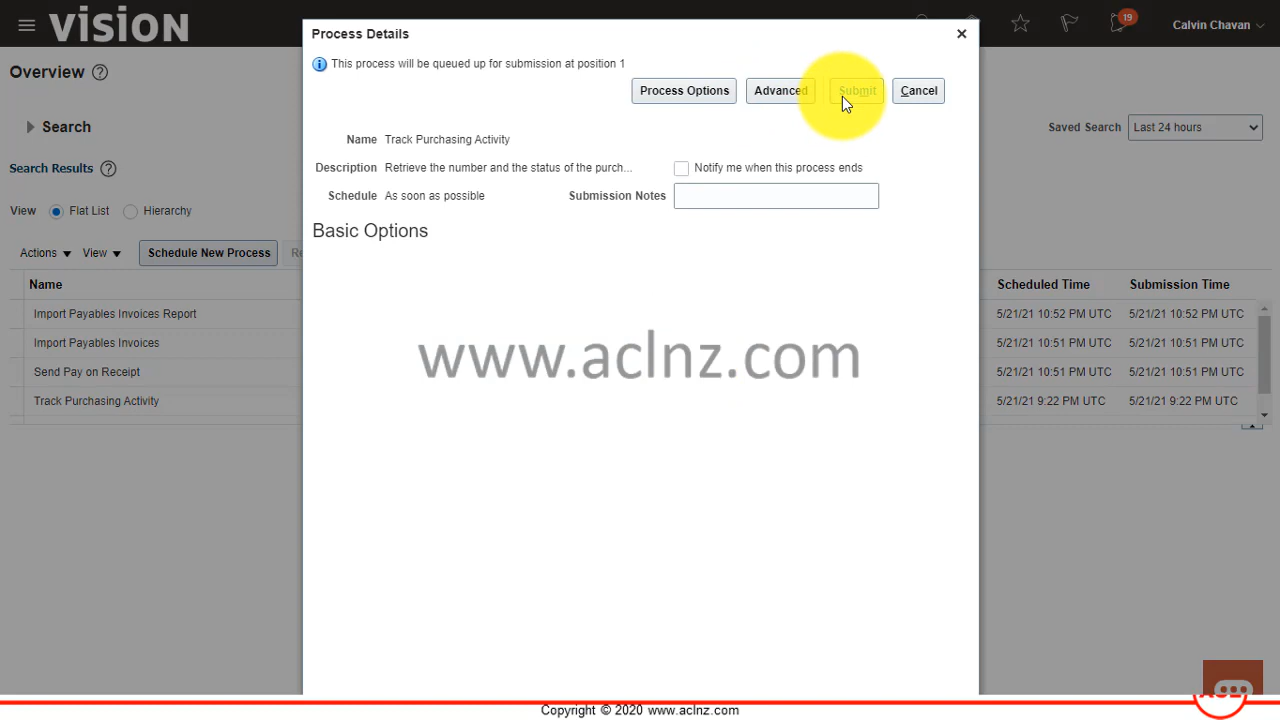 vision
19
Calvin Chavan
Overview
Search
Saved Search
Last 24 hours
Search Results
View
Flat List
Hierarchy
Actions
View
Schedule New Process
Re
Name
Scheduled Time
Submission Time
Import Payables Invoices Report
5/21/21 10:52 PM UTC
5/21/21 10:52 PM UTC
Import Payables Invoices
5/21/21 10:51 PM UTC
5/21/21 10:51 PM UTC
Send Pay on Receipt
5/21/21 10:51 PM UTC
5/21/21 10:51 PM UTC
Track Purchasing Activity
5/21/21 9:22 PM UTC
5/21/21 9:22 PM UTC
Process Details
This process will be queued up for submission at position 1
Process Options
Advanced
Submit
Cancel
Name
Track Purchasing Activity
Description
Retrieve the number and the status of the purch...
Notify me when this process ends
Schedule
As soon as possible
Submission Notes
Basic Options
www.aclnz.com
Copyright © 2020 www.aclnz.com